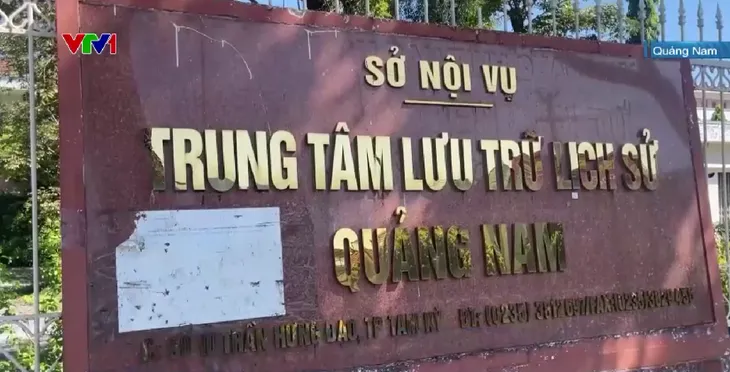 VTV1
Quảng Nam
SỞ NỘI VỤ
TRUNG TÂM LƯU TRỮ LỊCH SỬ
QUẢNG NAM
TRẦN HƯNG ĐẠO, TP TAM KỲ